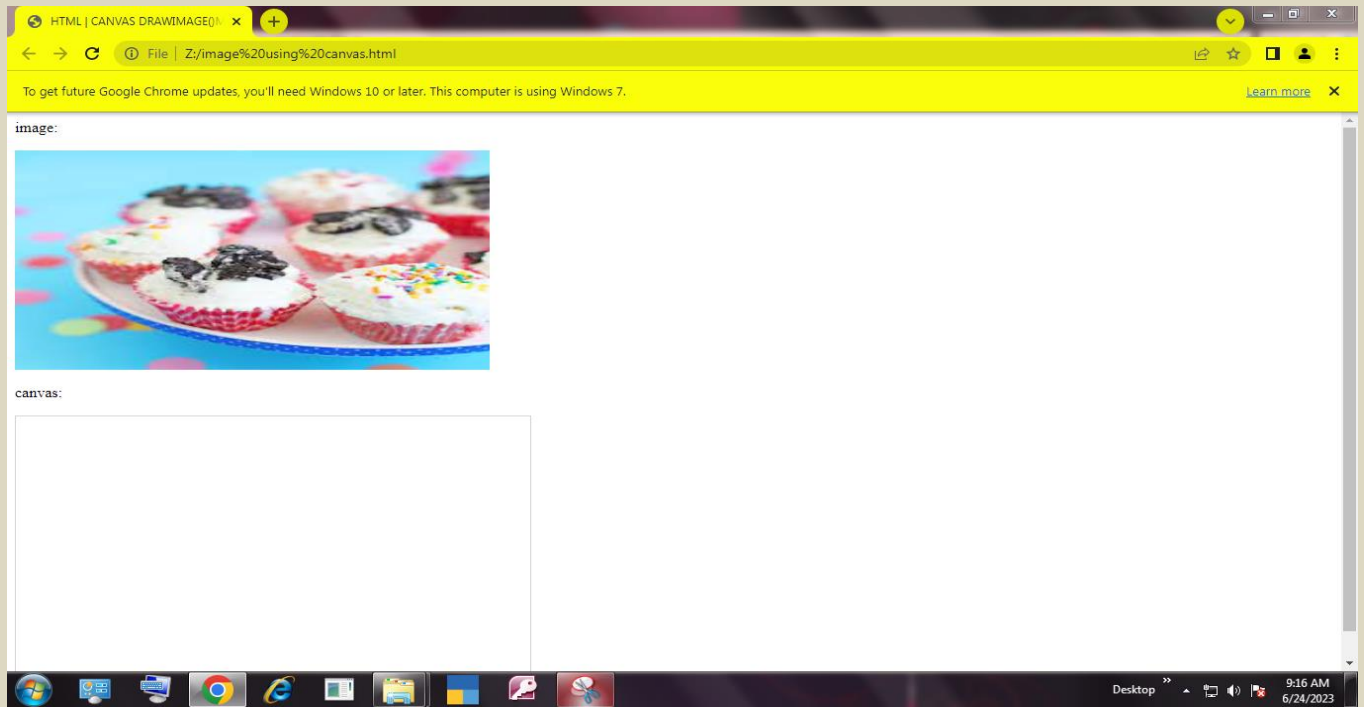 HTML | CANVAS DRAWIMAGE()
File | Z:/image%20using%20canvas.html
To get future Google Chrome updates, you'll need Windows 10 or later. This computer is using Windows 7.
Learn more
image:
canvas:
Desktop
9:16 AM
6/24/2023